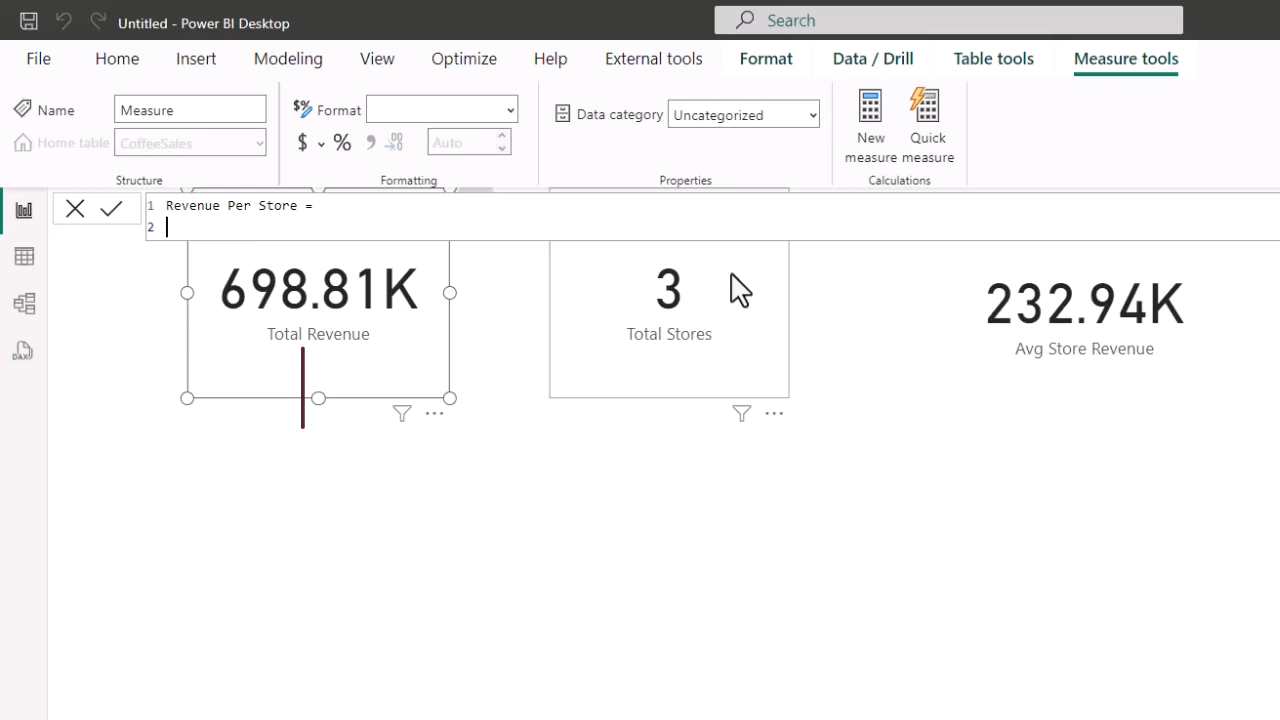 Untitled - Power BI Desktop
Search
File Home Insert Modeling View Optimize Help External tools Format Data / Drill Table tools Measure tools
Name Measure
Home table CoffeeSales
Structure
$% Format
$ % , .00
Auto
Formatting
Data category Uncategorized
Properties
New measure
Quick measure
Calculations
1 Revenue Per Store =
2
698.81K
Total Revenue
3
Total Stores
232.94K
Avg Store Revenue
DAX